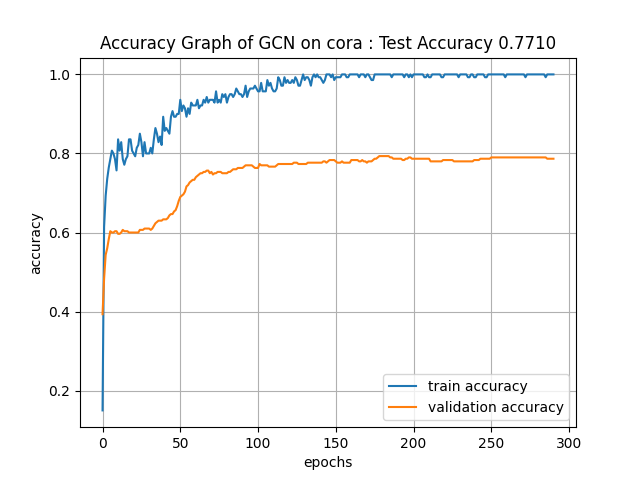 Accuracy Graph of GCN on cora : Test Accuracy 0.7710
1.0
0.8
0.6
0.4
0.2
accuracy
train accuracy
validation accuracy
0 50 100 150 200 250 300
epochs